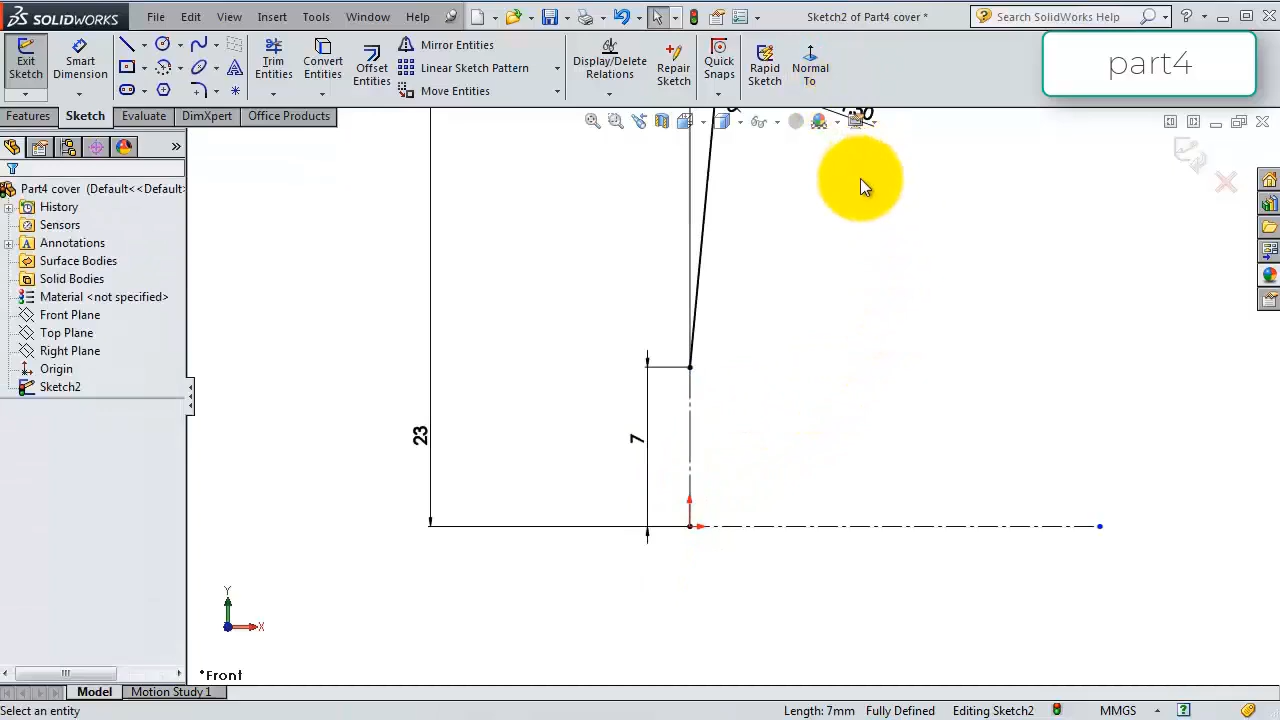 SOLIDWORKS
File Edit View Insert Tools Window Help
Sketch2 of Part4 cover *
Search SolidWorks Help
part4
Exit Sketch
Smart Dimension
Trim Entities
Convert Entities
Offset Entities
Mirror Entities
Linear Sketch Pattern
Move Entities
Display/Delete Relations
Repair Sketch
Quick Snaps
Rapid Sketch
Normal To
Features Sketch Evaluate DimXpert Office Products
Part4 cover (Default<<Default
History
Sensors
Annotations
Surface Bodies
Solid Bodies
Material <not specified>
Front Plane
Top Plane
Right Plane
Origin
Sketch2
23
7
Y
X
*Front
Model Motion Study 1
Select an entity
Length: 7mm Fully Defined Editing Sketch2 MMGS